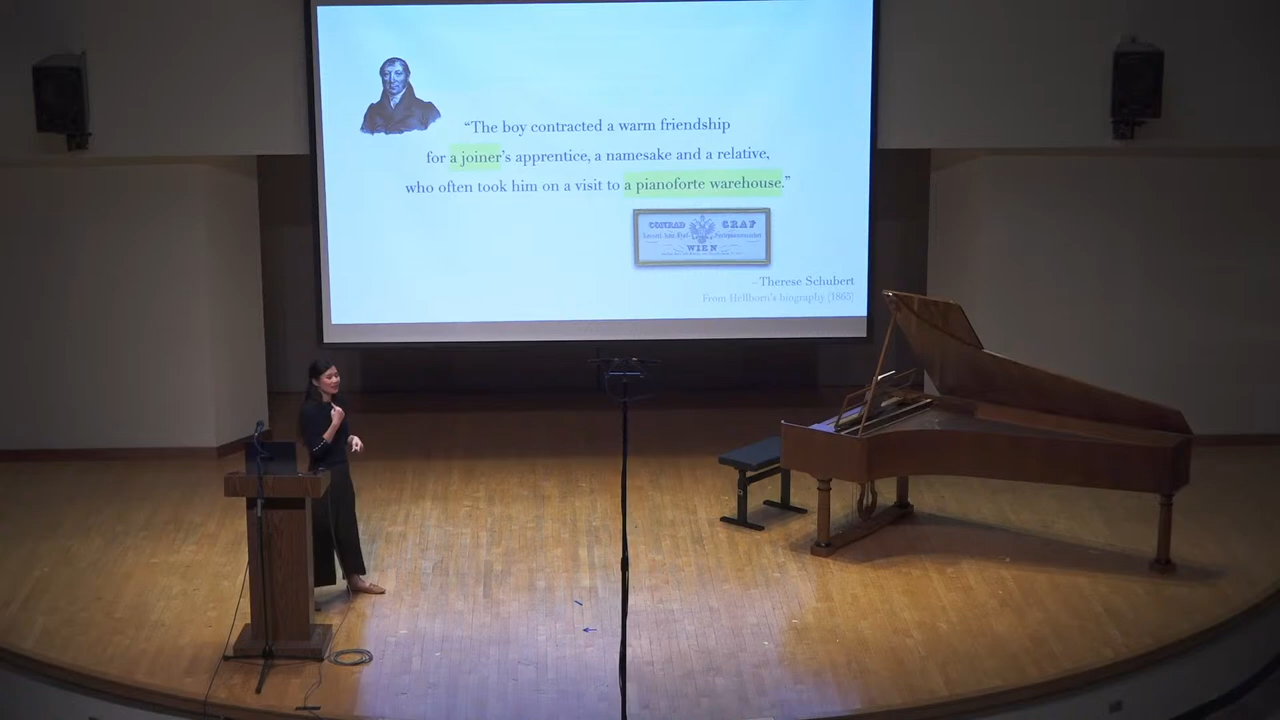 “The boy contracted a warm friendship
for a joiner’s apprentice, a namesake and a relative,
who often took him on a visit to a pianoforte warehouse.”
CONRAD GRAF
WIEN
–Therese Schubert
From Hellborn’s biography (1865)